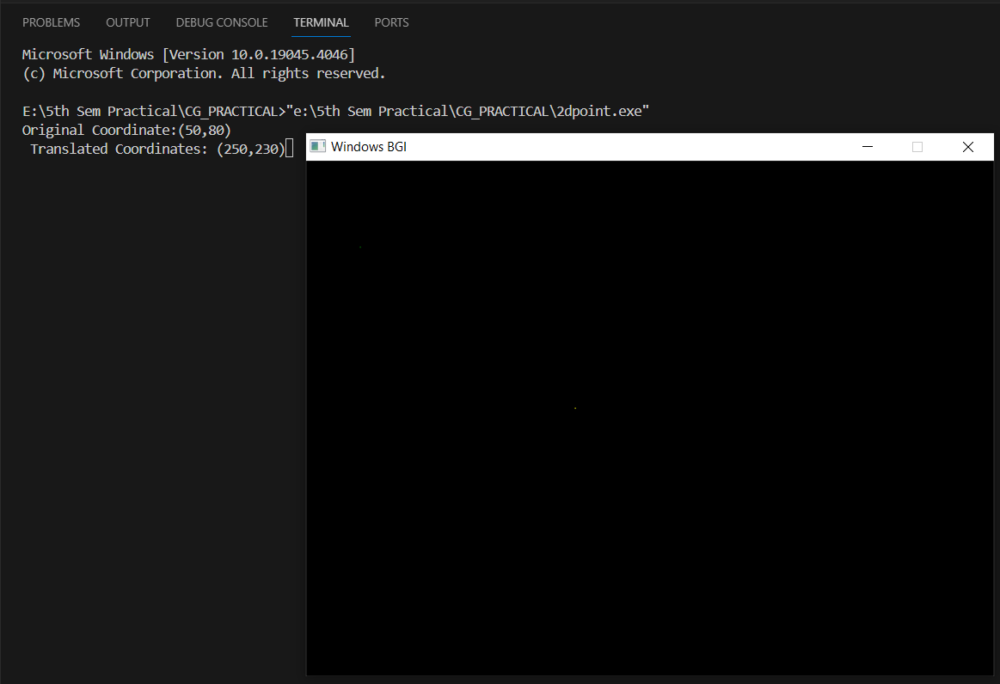 PROBLEMS OUTPUT DEBUG CONSOLE TERMINAL PORTS
Microsoft Windows [Version 10.0.19045.4046]
(c) Microsoft Corporation. All rights reserved.
E:\5th Sem Practical\CG_PRACTICAL>"e:\5th Sem Practical\CG_PRACTICAL\2dpoint.exe"
Original Coordinate:(50,80)
Translated Coordinates: (250,230)
Windows BGI